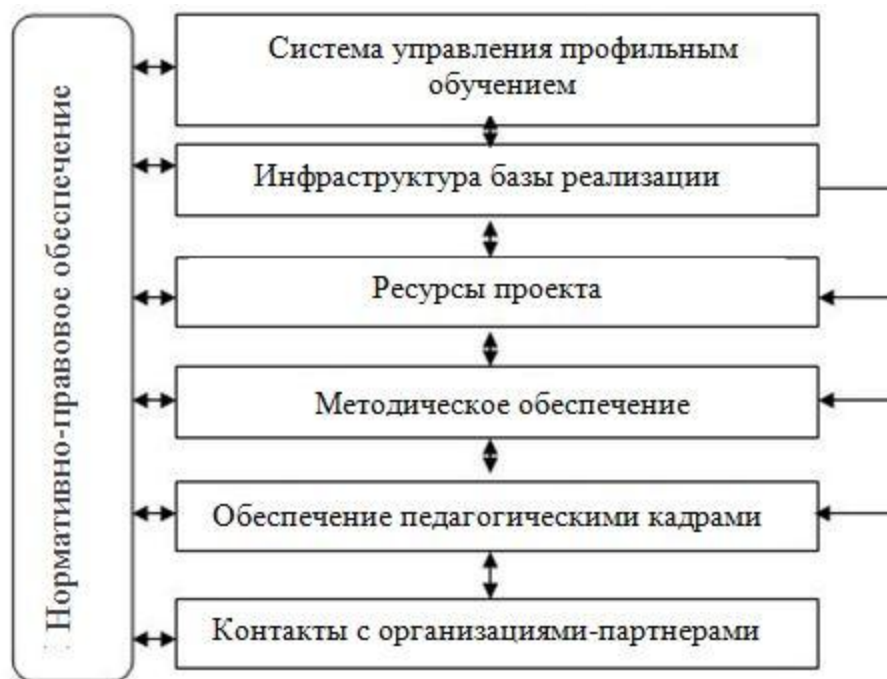 Нормативно-правовое обеспечение
Система управления профильным
обучением
Инфраструктура базы реализации
Ресурсы проекта
Методическое обеспечение
Обеспечение педагогическими кадрами
Контакты с организациями-партнерами